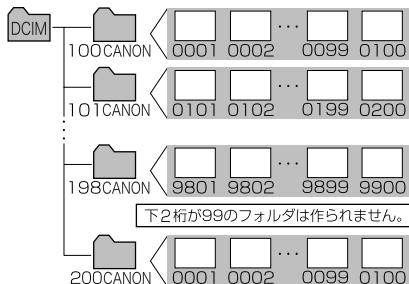 DCIM
100CANON 0001 0002 ･･･ 0099 0100
101CANON 0101 0102 ･･･ 0199 0200
198CANON 9801 9802 ･･･ 9899 9900
下2桁が99のフォルダは作られません。
200CANON 0001 0002 ･･･ 0099 0100